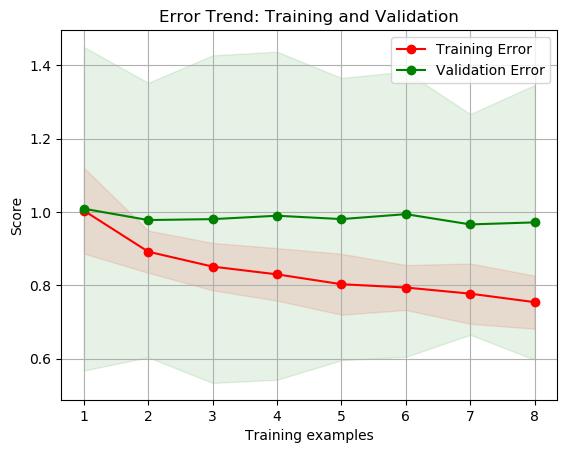 Error Trend: Training and Validation
Training Error
Validation Error
Score
1.4
1.2
1.0
0.8
0.6
1 2 3 4 5 6 7 8
Training examples